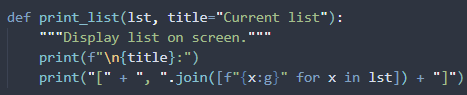 def print_list(lst, title="Current list"):
    """Display list on screen."""
    print(f"\n{title}:")
    print("[" + ", ".join([f"{x:g}" for x in lst]) + "]")